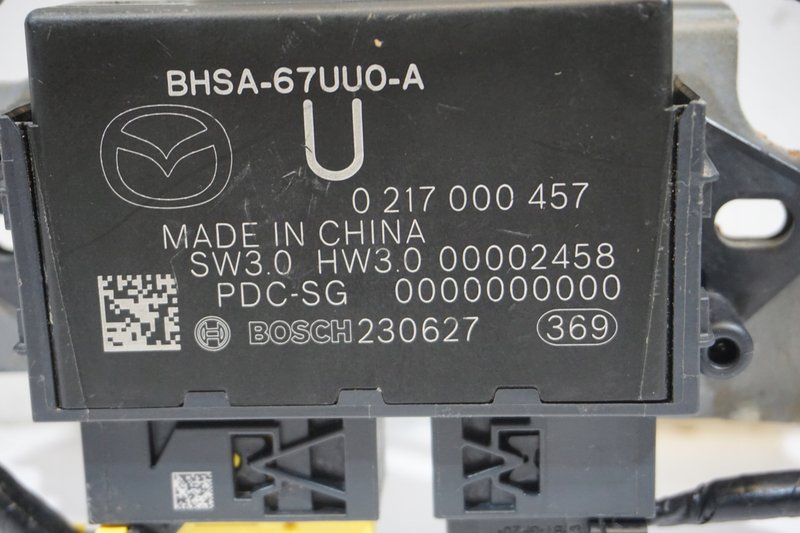 BHSA-67UU0-A
U
0 217 000 457
MADE IN CHINA
SW3.0 HW3.0 00002458
PDC-SG 0000000000
BOSCH 230627 369